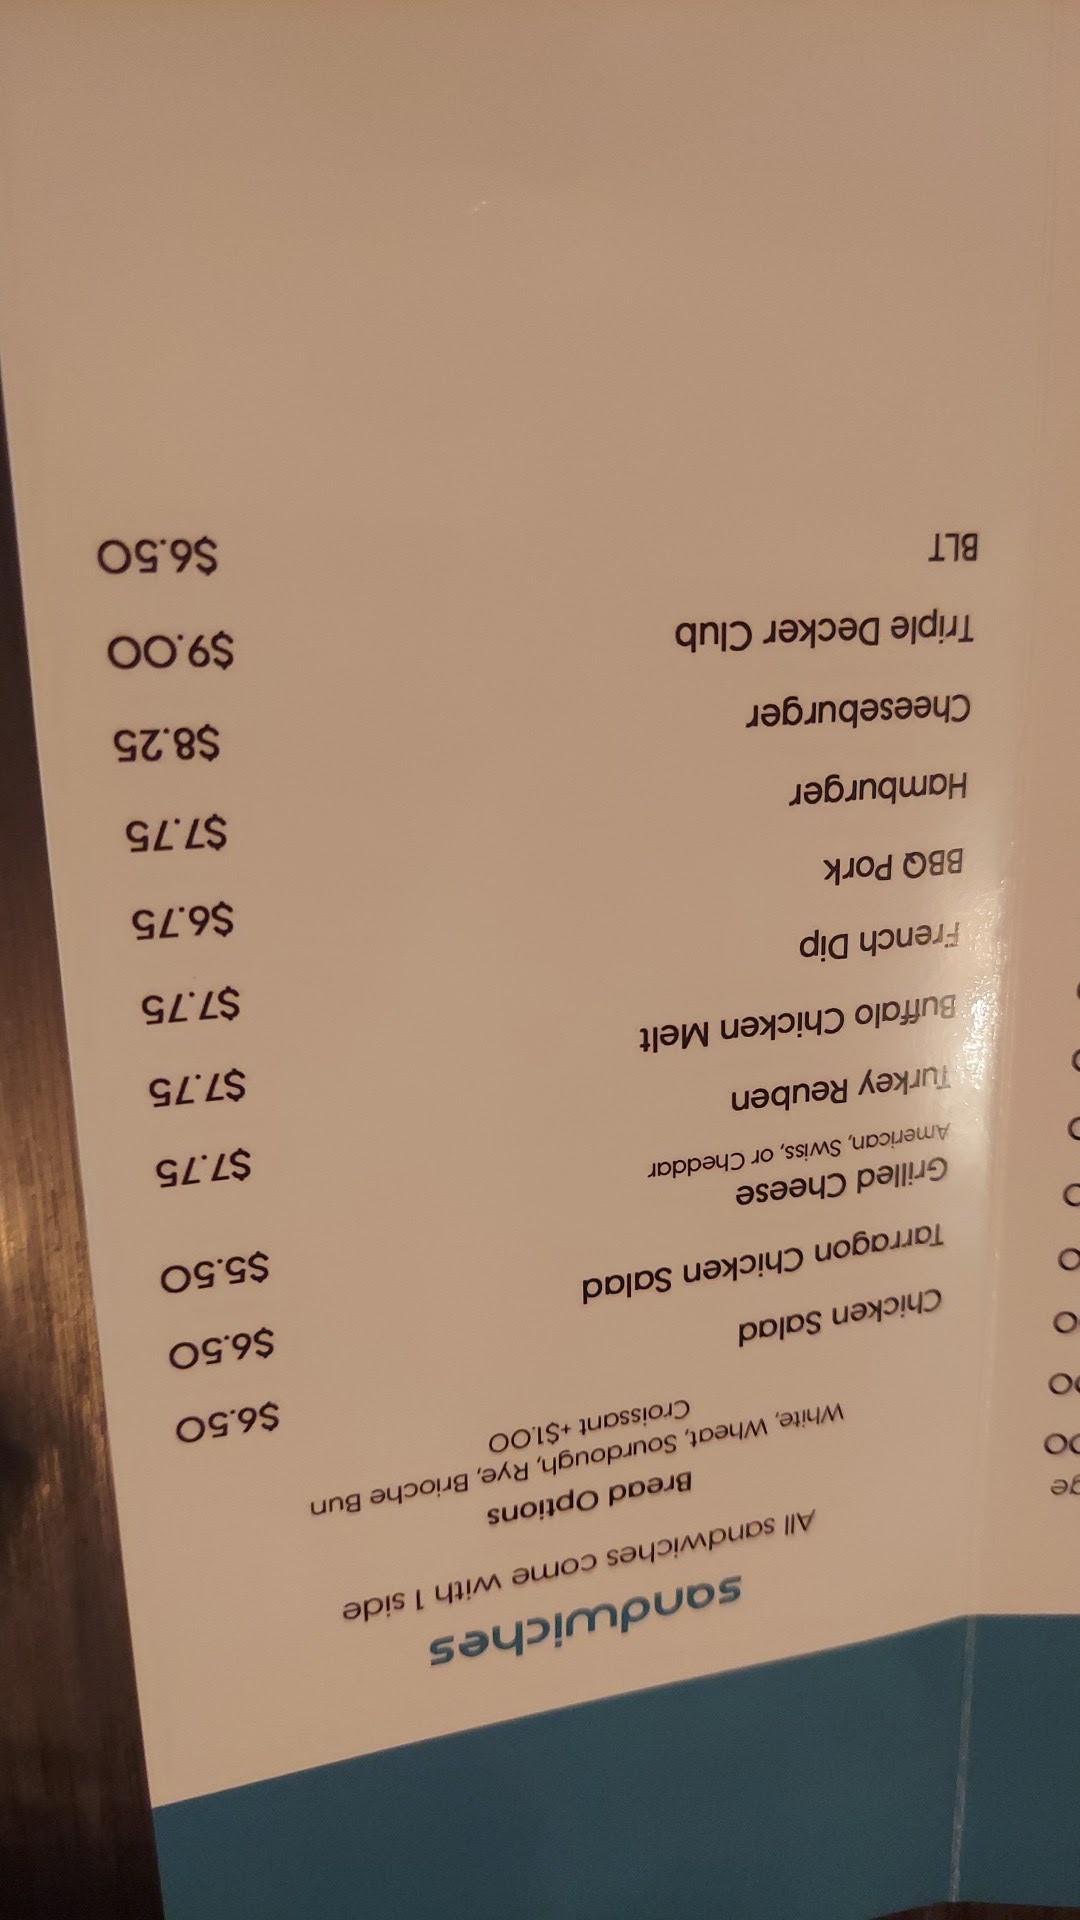 sandwiches
All sandwiches come with 1 side
Bread Options
White, Wheat, Sourdough, Rye, Brioche Bun
Croissant +$1.00
Chicken Salad $6.50
Tarragon Chicken Salad $6.50
Grilled Cheese $5.50
American, Swiss, or Cheddar
Turkey Reuben $7.75
Buffalo Chicken Melt $7.75
French Dip $7.75
BBQ Pork $6.75
Hamburger $7.75
Cheeseburger $8.25
Triple Decker Club $9.00
BLT $6.50